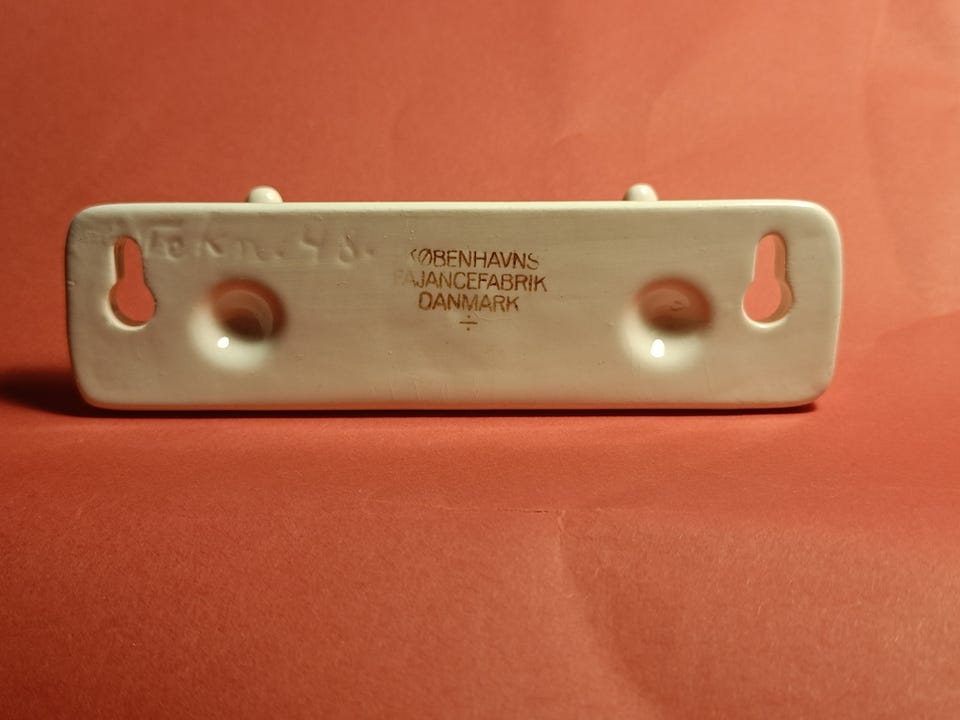 Tekn. 48.
KØBENHAVNS
FAJANCEFABRIK
DANMARK
÷